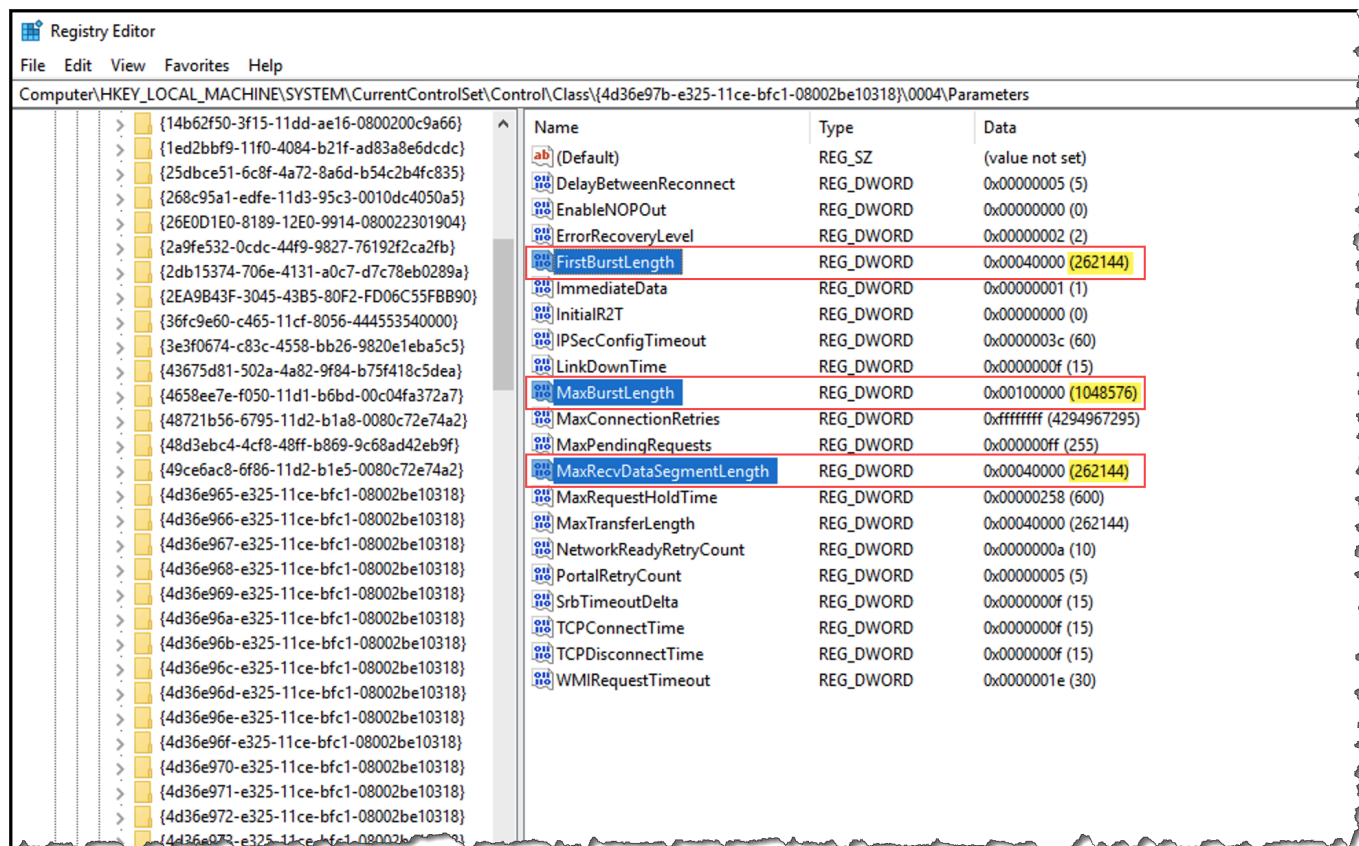 Registry Editor
File Edit View Favorites Help
Computer\HKEY_LOCAL_MACHINE\SYSTEM\CurrentControlSet\Control\Class\{4d36e97b-e325-11ce-bfc1-08002be10318}\0004\Parameters
{14b62f50-3f15-11dd-ae16-0800200c9a66}
{1ed2bbf9-11f0-4084-b21f-ad83a8e6dcdc}
{25dbce51-6c8f-4a72-8a6d-b54c2b4fc835}
{268c95a1-edfe-11d3-95c3-0010dc4050a5}
{26E0D1E0-8189-12E0-9914-080022301904}
{2a9fe532-0cdc-44f9-9827-76192f2ca2fb}
{2db15374-706e-4131-a0c7-d7c78eb0289a}
{2EA9B43F-3045-43B5-80F2-FD06C55FBB90}
{36fc9e60-c465-11cf-8056-444553540000}
{3e3f0674-c83c-4558-bb26-9820e1eba5c5}
{43675d81-502a-4a82-9f84-b75f418c5dea}
{4658ee7e-f050-11d1-b6bd-00c04fa372a7}
{48721b56-6795-11d2-b1a8-0080c72e74a2}
{48d3ebc4-4cf8-48ff-b869-9c68ad42eb9f}
{49ce6ac8-6f86-11d2-b1e5-0080c72e74a2}
{4d36e965-e325-11ce-bfc1-08002be10318}
{4d36e966-e325-11ce-bfc1-08002be10318}
{4d36e967-e325-11ce-bfc1-08002be10318}
{4d36e968-e325-11ce-bfc1-08002be10318}
{4d36e969-e325-11ce-bfc1-08002be10318}
{4d36e96a-e325-11ce-bfc1-08002be10318}
{4d36e96b-e325-11ce-bfc1-08002be10318}
{4d36e96c-e325-11ce-bfc1-08002be10318}
{4d36e96d-e325-11ce-bfc1-08002be10318}
{4d36e96e-e325-11ce-bfc1-08002be10318}
{4d36e96f-e325-11ce-bfc1-08002be10318}
{4d36e970-e325-11ce-bfc1-08002be10318}
{4d36e971-e325-11ce-bfc1-08002be10318}
{4d36e972-e325-11ce-bfc1-08002be10318}
Name Type Data
(Default) REG_SZ (value not set)
DelayBetweenReconnect REG_DWORD 0x00000005 (5)
EnableNOPOut REG_DWORD 0x00000000 (0)
ErrorRecoveryLevel REG_DWORD 0x00000002 (2)
FirstBurstLength REG_DWORD 0x00040000 (262144)
ImmediateData REG_DWORD 0x00000001 (1)
InitialR2T REG_DWORD 0x00000000 (0)
IPSecConfigTimeout REG_DWORD 0x0000003c (60)
LinkDownTime REG_DWORD 0x0000000f (15)
MaxBurstLength REG_DWORD 0x00100000 (1048576)
MaxConnectionRetries REG_DWORD 0xffffffff (4294967295)
MaxPendingRequests REG_DWORD 0x000000ff (255)
MaxRecvDataSegmentLength REG_DWORD 0x00040000 (262144)
MaxRequestHoldTime REG_DWORD 0x00000258 (600)
MaxTransferLength REG_DWORD 0x00040000 (262144)
NetworkReadyRetryCount REG_DWORD 0x0000000a (10)
PortalRetryCount REG_DWORD 0x00000005 (5)
SrbTimeoutDelta REG_DWORD 0x0000000f (15)
TCPConnectTime REG_DWORD 0x0000000f (15)
TCPDisconnectTime REG_DWORD 0x0000000f (15)
WMIRequestTimeout REG_DWORD 0x0000001e (30)